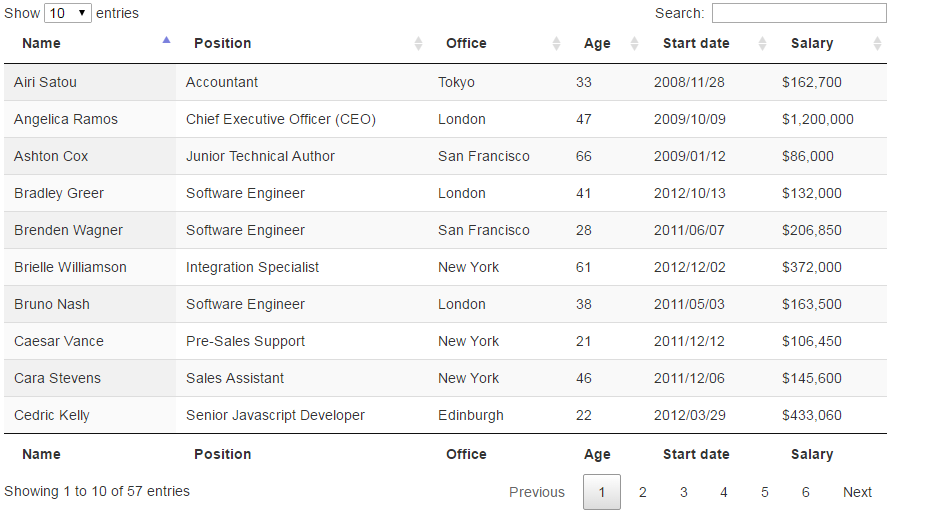 Show 10 entries Search:
Name Position Office Age Start date Salary
Airi Satou Accountant Tokyo 33 2008/11/28 $162,700
Angelica Ramos Chief Executive Officer (CEO) London 47 2009/10/09 $1,200,000
Ashton Cox Junior Technical Author San Francisco 66 2009/01/12 $86,000
Bradley Greer Software Engineer London 41 2012/10/13 $132,000
Brenden Wagner Software Engineer San Francisco 28 2011/06/07 $206,850
Brielle Williamson Integration Specialist New York 61 2012/12/02 $372,000
Bruno Nash Software Engineer London 38 2011/05/03 $163,500
Caesar Vance Pre-Sales Support New York 21 2011/12/12 $106,450
Cara Stevens Sales Assistant New York 46 2011/12/06 $145,600
Cedric Kelly Senior Javascript Developer Edinburgh 22 2012/03/29 $433,060
Name Position Office Age Start date Salary
Showing 1 to 10 of 57 entries Previous 1 2 3 4 5 6 Next